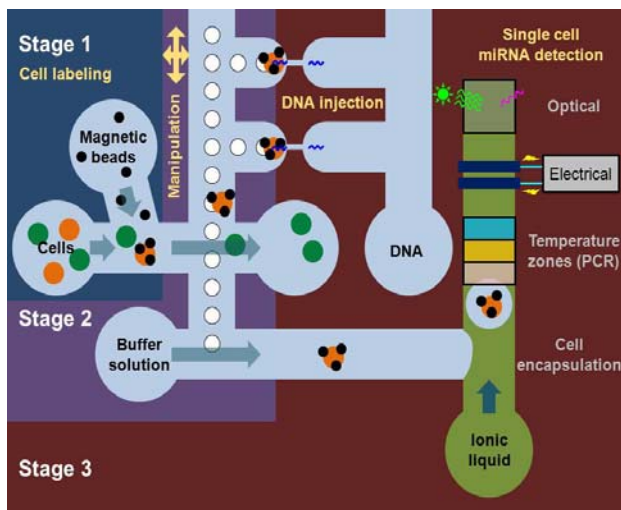 Stage 1
Cell labeling
Magnetic
beads
Cells
Manipulation
DNA injection
DNA
Single cell
miRNA detection
Optical
Electrical
Temperature
zones (PCR)
Cell
encapsulation
Stage 2
Buffer
solution
Ionic
liquid
Stage 3